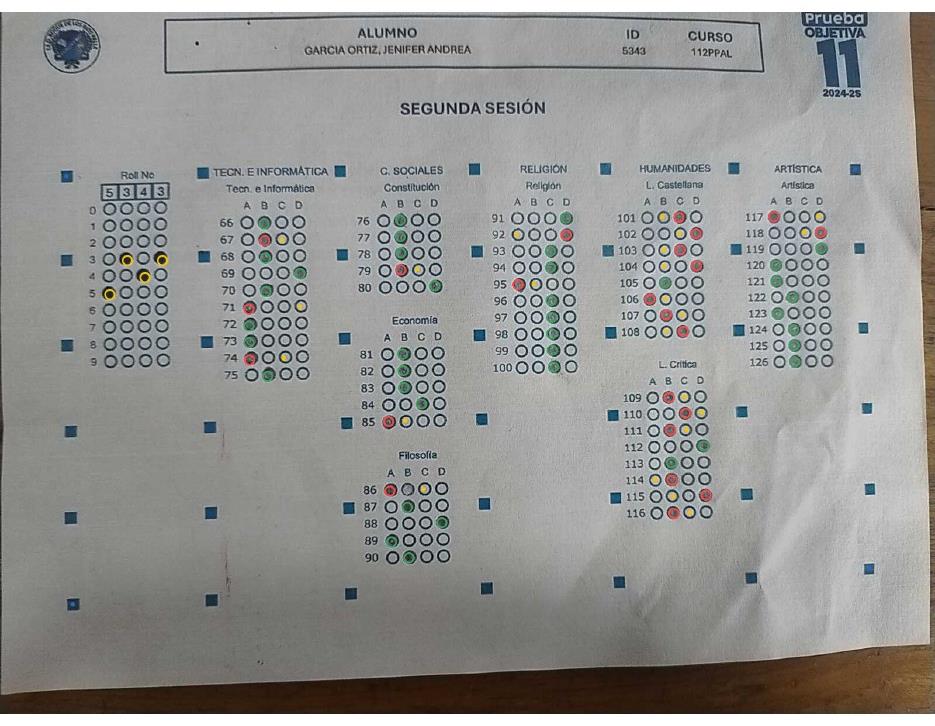 ALUMNO
GARCIA ORTIZ, JENIFER ANDREA
ID
5343
CURSO
112PPAL
Prueba
OBJETIVA
11
2024-25
SEGUNDA SESIÓN
Roll No
5 3 4 3
0
1
2
3
4
5
6
7
8
9
TECN. E INFORMÁTICA
Tecn. e Informática
A B C D
66
67
68
69
70
71
72
73
74
75
C. SOCIALES
Constitución
A B C D
76
77
78
79
80
Economía
A B C D
81
82
83
84
85
Filosofía
A B C D
86
87
88
89
90
RELIGIÓN
Religión
A B C D
91
92
93
94
95
96
97
98
99
100
HUMANIDADES
L. Castellana
A B C D
101
102
103
104
105
106
107
108
L. Crítica
A B C D
109
110
111
112
113
114
115
116
ARTÍSTICA
Artística
A B C D
117
118
119
120
121
122
123
124
125
126